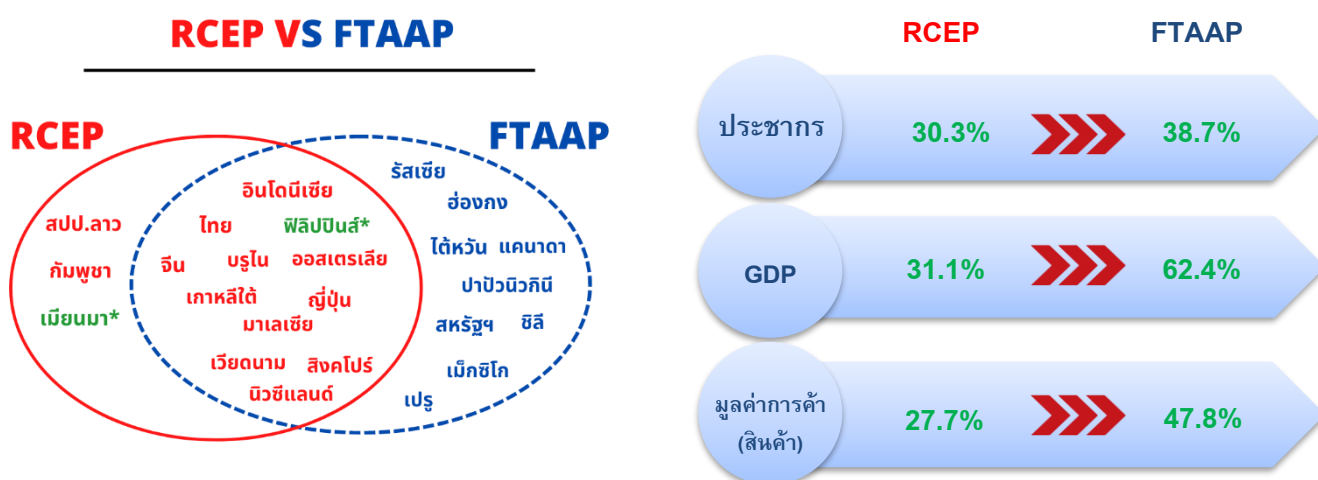 RCEP VS FTAAP
RCEP
FTAAP
สปป.ลาว
กัมพูชา
เมียนมา*
อินโดนีเซีย
ไทย
ฟิลิปปินส์*
จีน
บรูไน
ออสเตรเลีย
เกาหลีใต้
ญี่ปุ่น
มาเลเซีย
เวียดนาม
สิงคโปร์
นิวซีแลนด์
รัสเซีย
ฮ่องกง
ไต้หวัน
แคนาดา
ปาปัวนิวกินี
สหรัฐฯ
ชิลี
เม็กซิโก
เปรู
RCEP FTAAP
ประชากร 30.3% 38.7%
GDP 31.1% 62.4%
มูลค่าการค้า
(สินค้า)
27.7% 47.8%